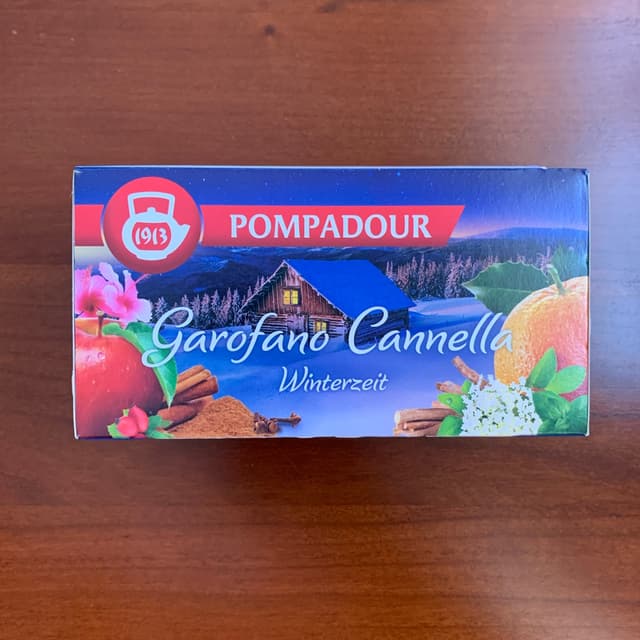 1913
POMPADOUR
Garofano Cannella
Winterzeit